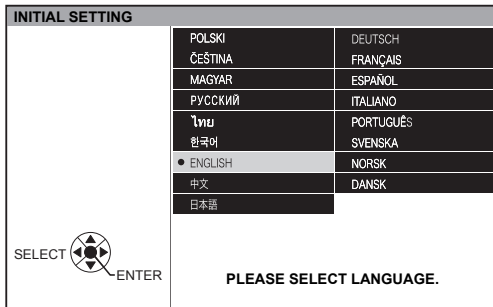 INITIAL SETTING
POLSKI
ČEŠTINA
MAGYAR
РУССКИЙ
ไทย
한국어
ENGLISH
中文
日本語
DEUTSCH
FRANÇAIS
ESPAÑOL
ITALIANO
PORTUGUÊS
SVENSKA
NORSK
DANSK
SELECT
ENTER
PLEASE SELECT LANGUAGE.